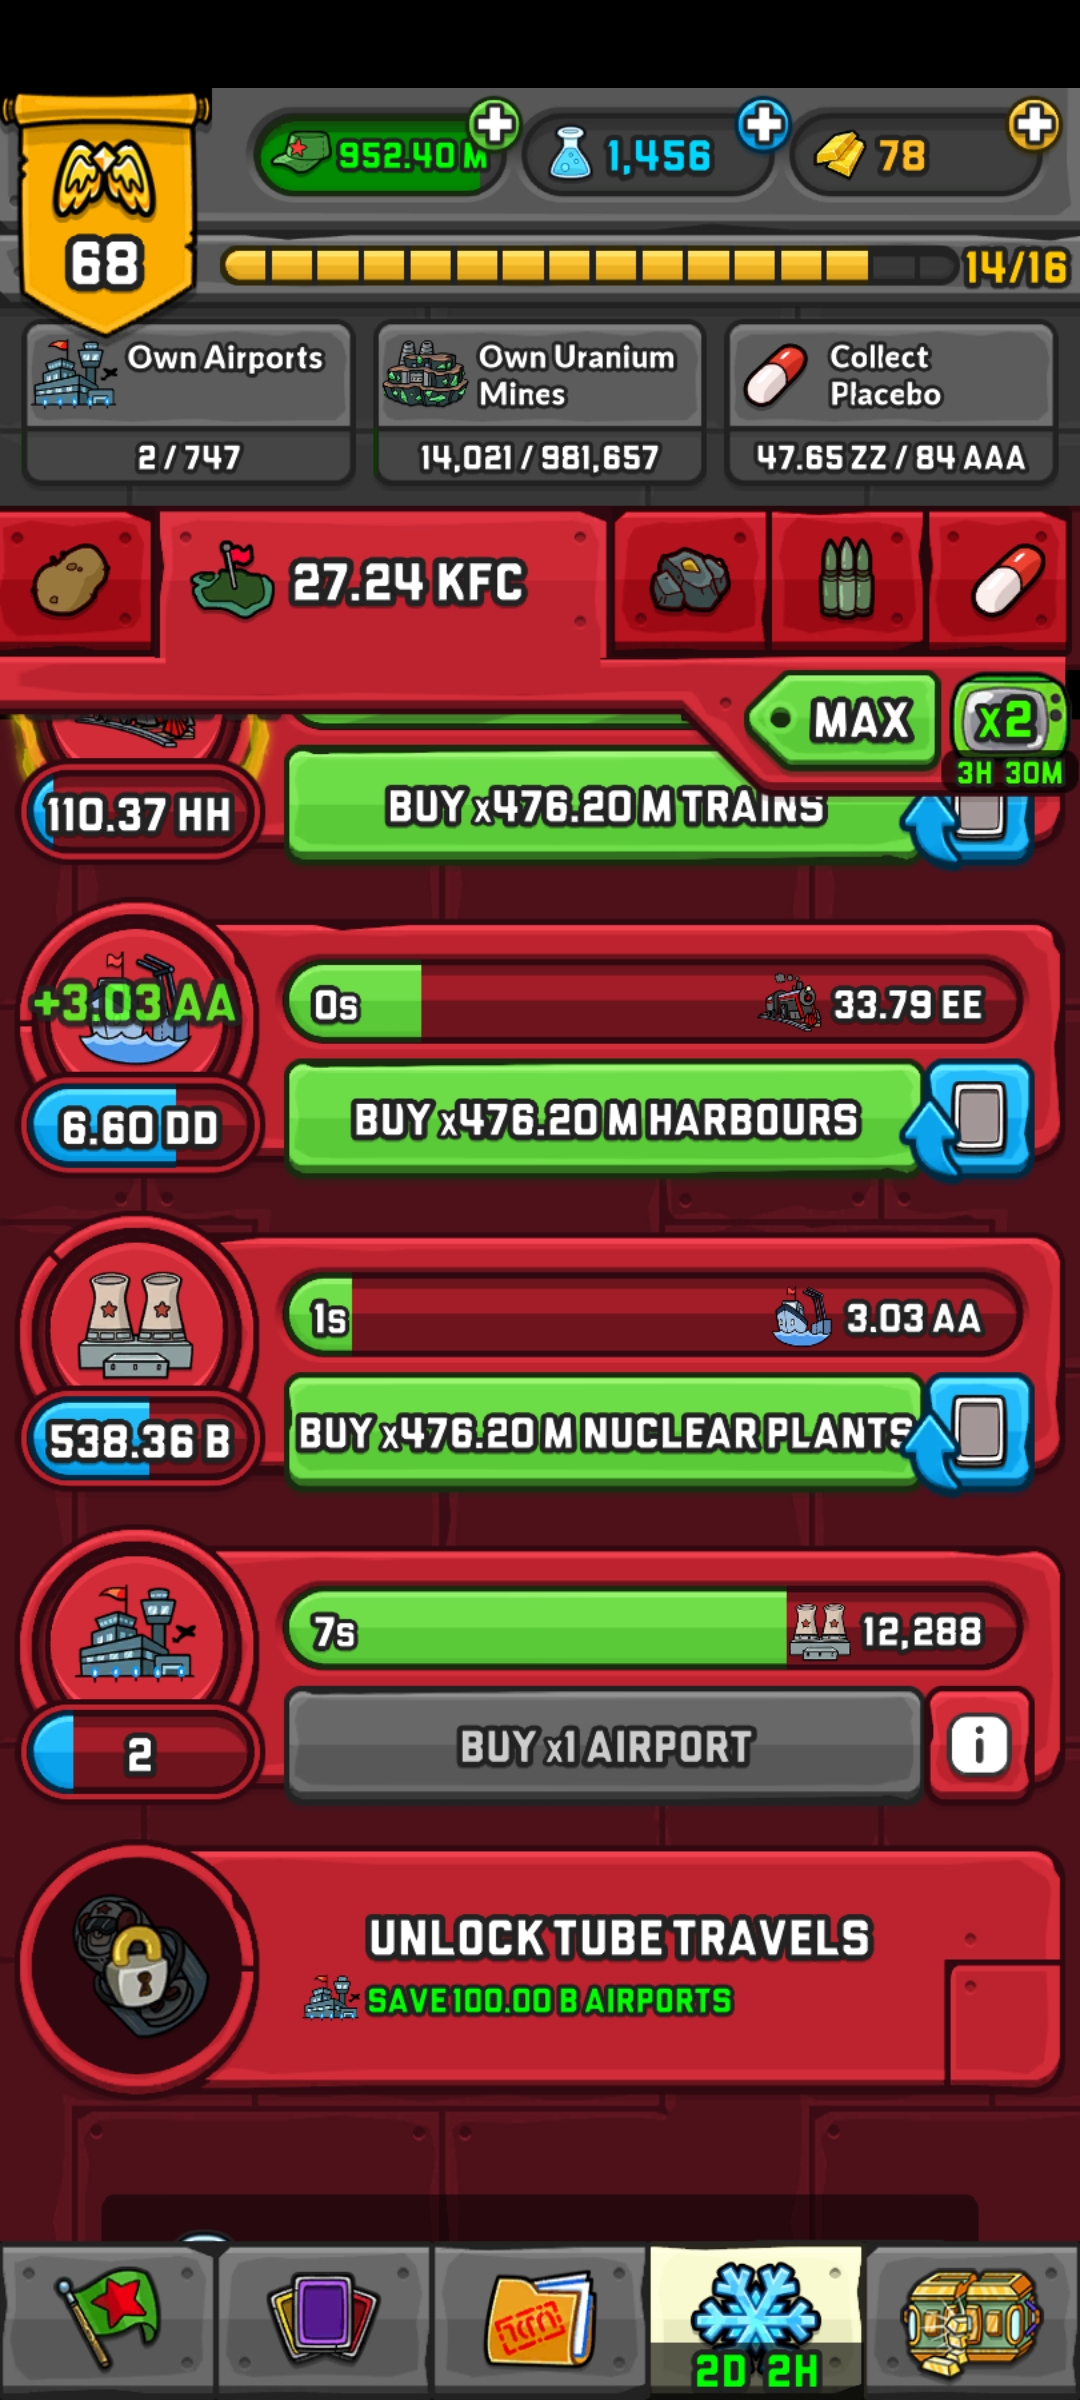 952.40 M
1,456
78
68
14/16
Own Airports
2 / 747
Own Uranium
Mines
14,021 / 981,657
Collect
Placebo
47.65 ZZ / 84 AAA
27.24 KFC
MAX
x2
3H 30M
110.37 HH
BUY x476.20 M TRAINS
+3.03 AA
0s
33.79 EE
6.60 DD
BUY x476.20 M HARBOURS
1s
3.03 AA
538.36 B
BUY x476.20 M NUCLEAR PLANTS
7s
12,288
2
BUY x1 AIRPORT
i
UNLOCK TUBE TRAVELS
SAVE 100.00 B AIRPORTS
2D 2H